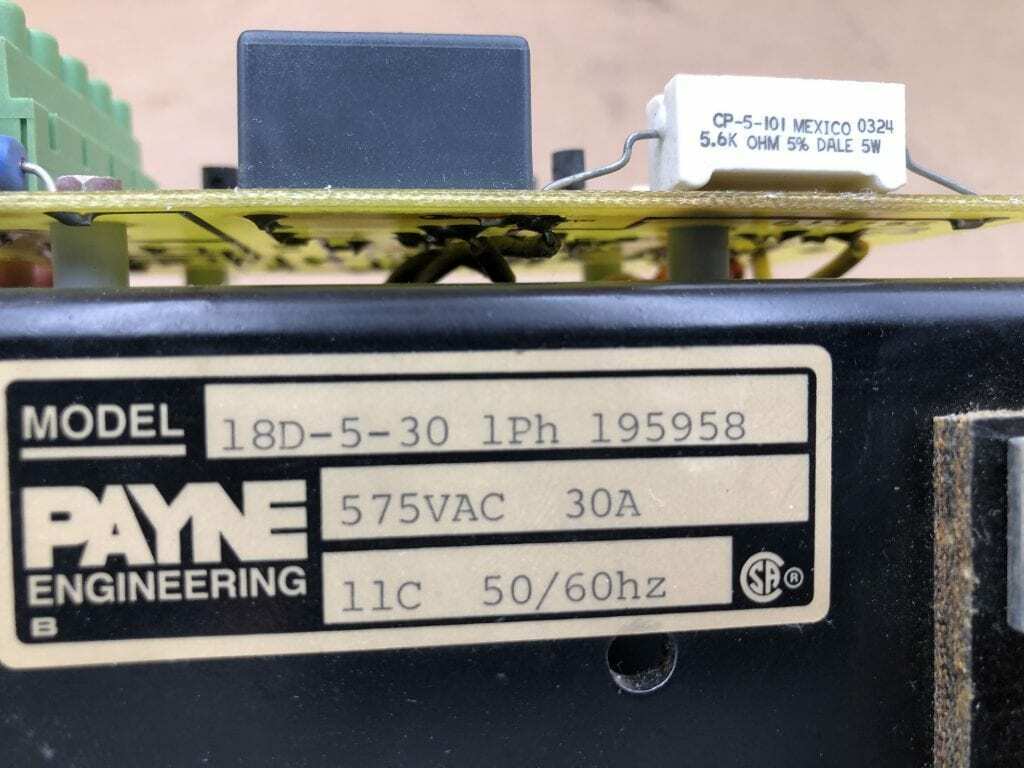 CP-5-101 MEXICO 0324
5.6K OHM 5% DALE 5W
MODEL 18D-5-30 1Ph 195958
PAYNE 575VAC 30A
ENGINEERING 11C 50/60hz
SA ®
B